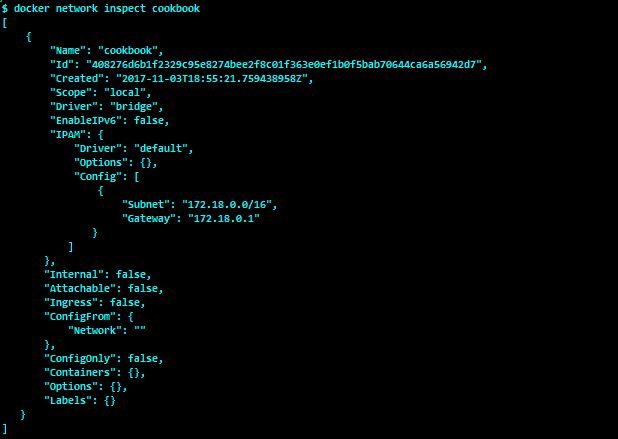 $ docker network inspect cookbook
[
    {
        "Name": "cookbook",
        "Id": "408276d6b1f2329c95e8274bee2f8c01f363e0ef1b0f5bab70644ca6a56942d7",
        "Created": "2017-11-03T18:55:21.759438958Z",
        "Scope": "local",
        "Driver": "bridge",
        "EnableIPv6": false,
        "IPAM": {
            "Driver": "default",
            "Options": {},
            "Config": [
                {
                    "Subnet": "172.18.0.0/16",
                    "Gateway": "172.18.0.1"
                }
            ]
        },
        "Internal": false,
        "Attachable": false,
        "Ingress": false,
        "ConfigFrom": {
            "Network": ""
        },
        "ConfigOnly": false,
        "Containers": {},
        "Options": {},
        "Labels": {}
    }
]